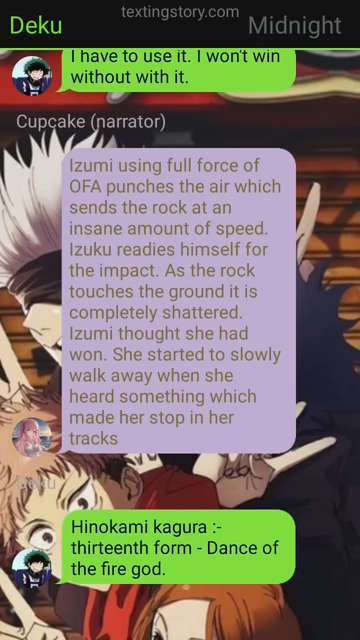 textingstory.com
Deku
Midnight
I have to use it. I won't win
without with it.
Cupcake (narrator)
Izumi using full force of
OFA punches the air which
sends the rock at an
insane amount of speed.
Izuku readies himself for
the impact. As the rock
touches the ground it is
completely shattered.
Izumi thought she had
won. She started to slowly
walk away when she
heard something which
made her stop in her
tracks
Deku
Hinokami kagura :-
thirteenth form - Dance of
the fire god.